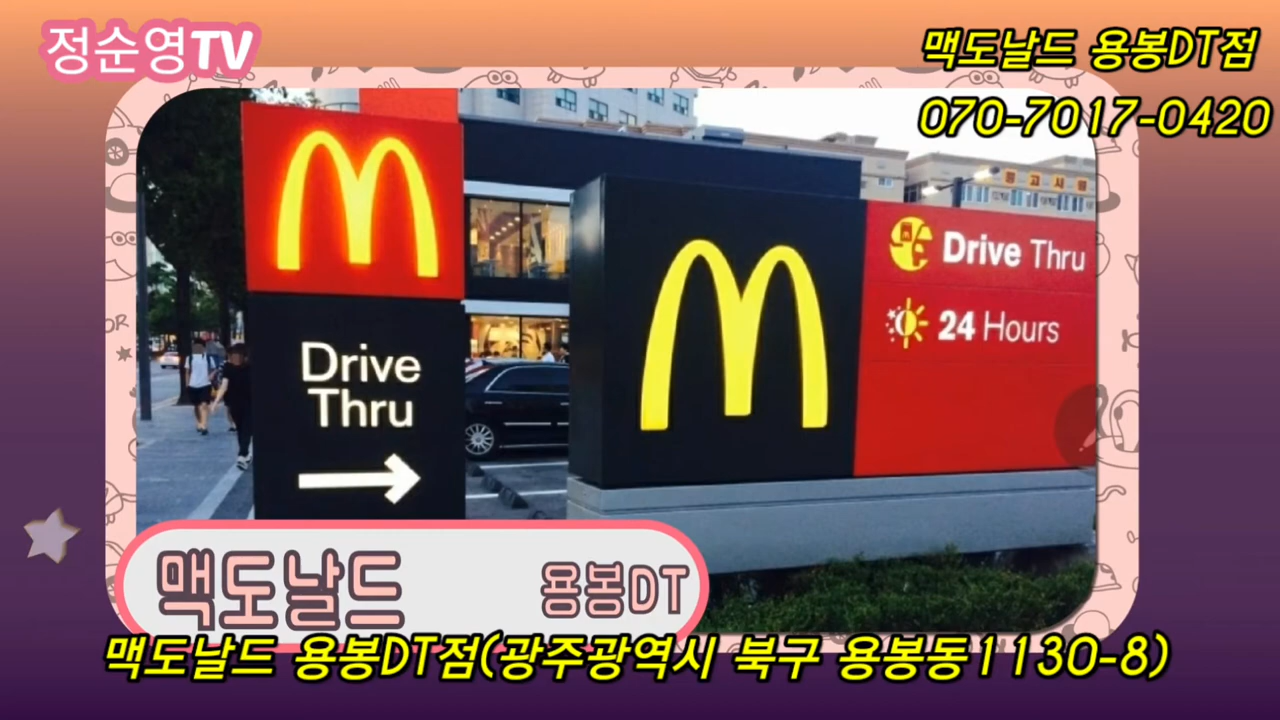 정순영TV
맥도날드 용봉DT점
070-7017-0420
Drive Thru
24 Hours
Drive
Thru
맥도날드 용봉DT
맥도날드 용봉DT점(광주광역시 북구 용봉동1130-8)